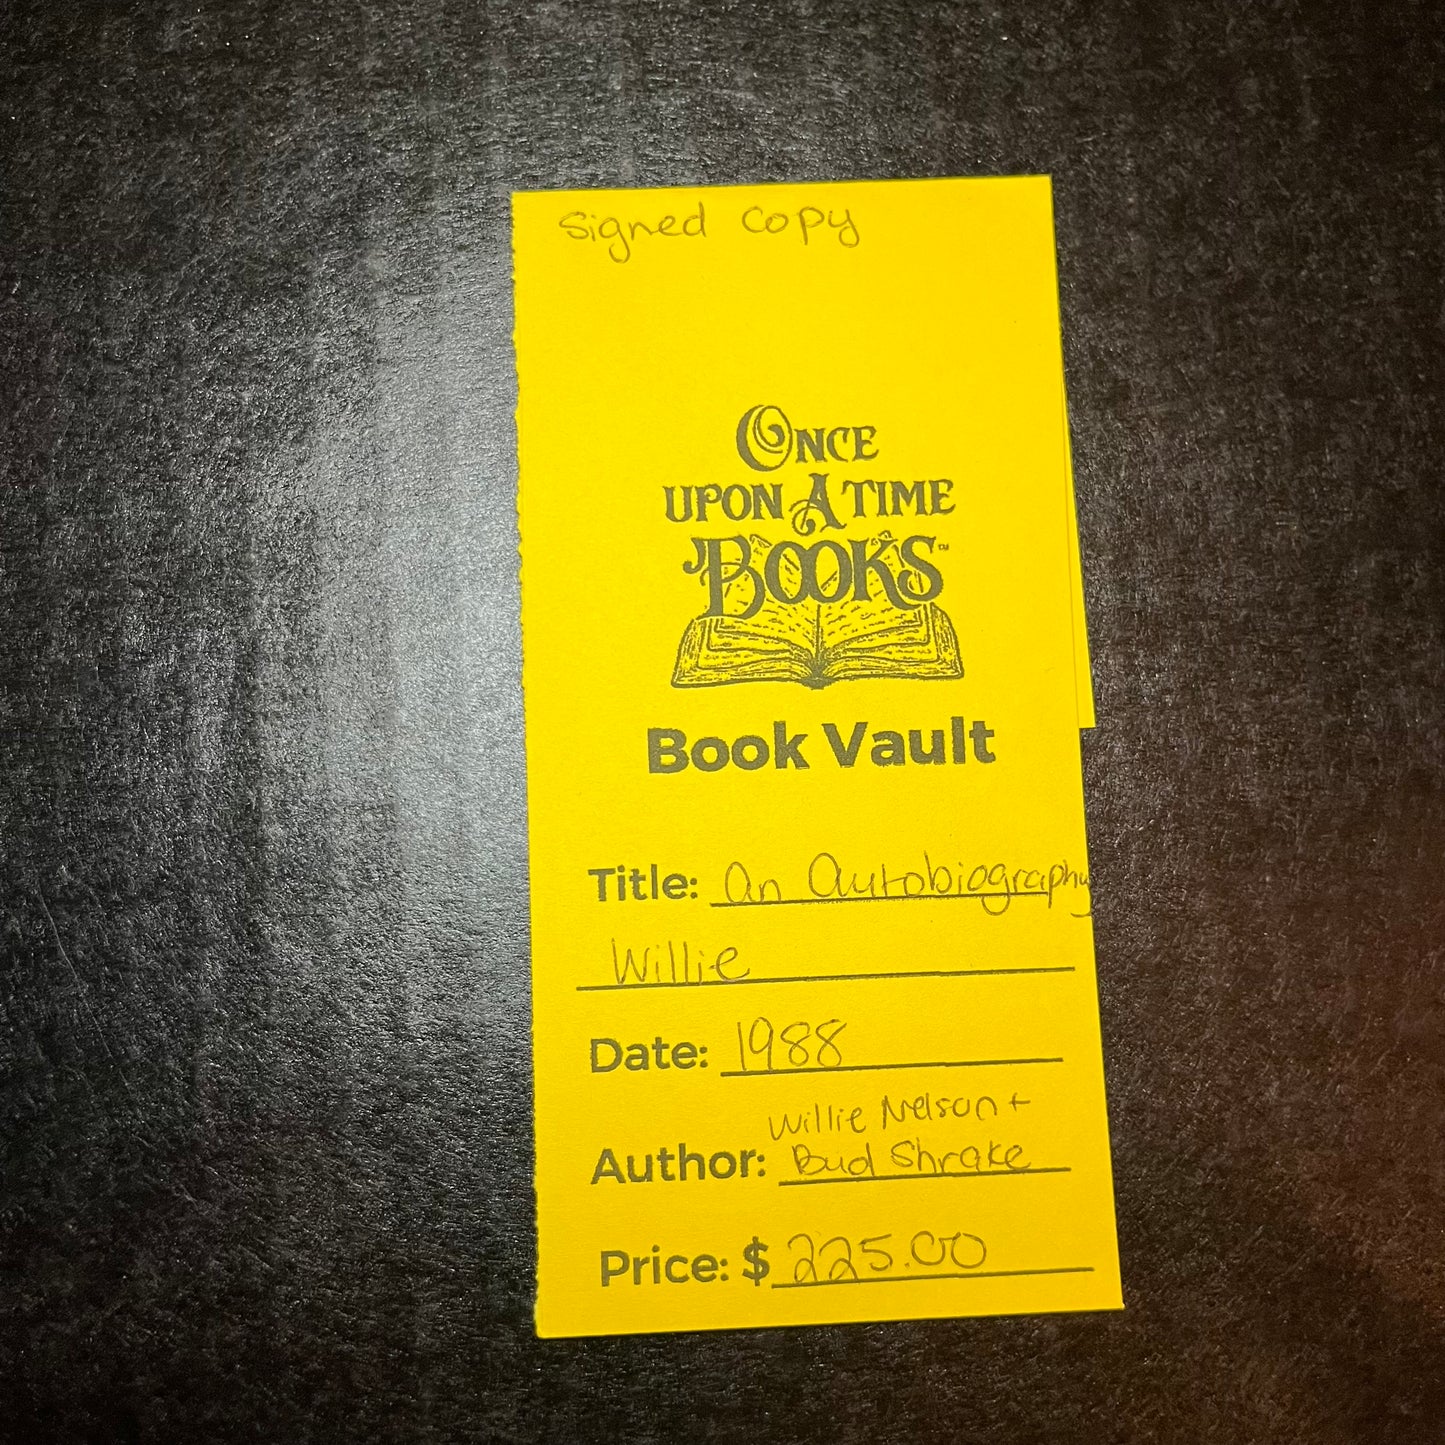 Signed Copy
ONCE
UPON A TIME
BOOKS™
Book Vault
Title: An Autobiography
Willie
Date: 1988
Willie Nelson +
Author: Bud Shrake
Price: $ 225.00